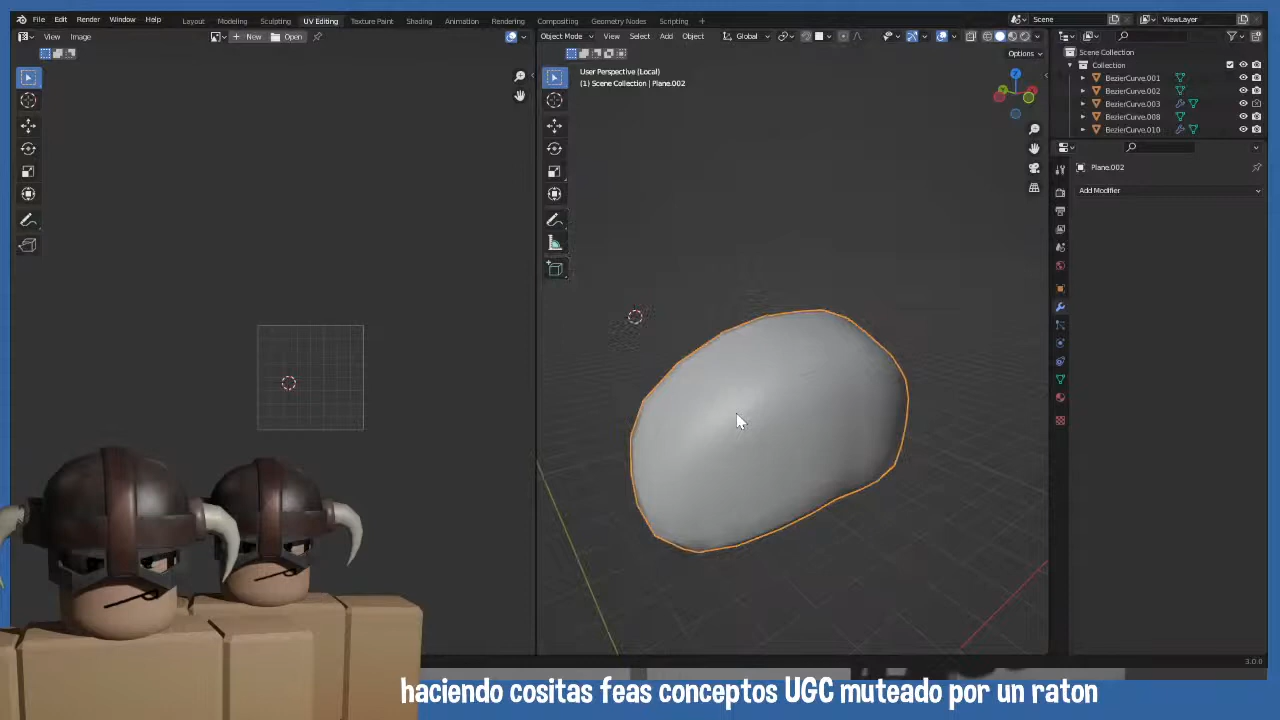 File Edit Render Window Help Layout Modeling Sculpting UV Editing Texture Paint Shading Animation Rendering Compositing Geometry Nodes Scripting + Scene ViewLayer
View Image New Open Object Mode View Select Add Object Global
Options
User Perspective (Local)
(1) Scene Collection | Plane.002
Scene Collection
Collection
BezierCurve.001
BezierCurve.002
BezierCurve.003
BezierCurve.008
BezierCurve.010
Plane.002
Add Modifier
Z
3.0.0
haciendo cositas feas conceptos UGC muteado por un raton